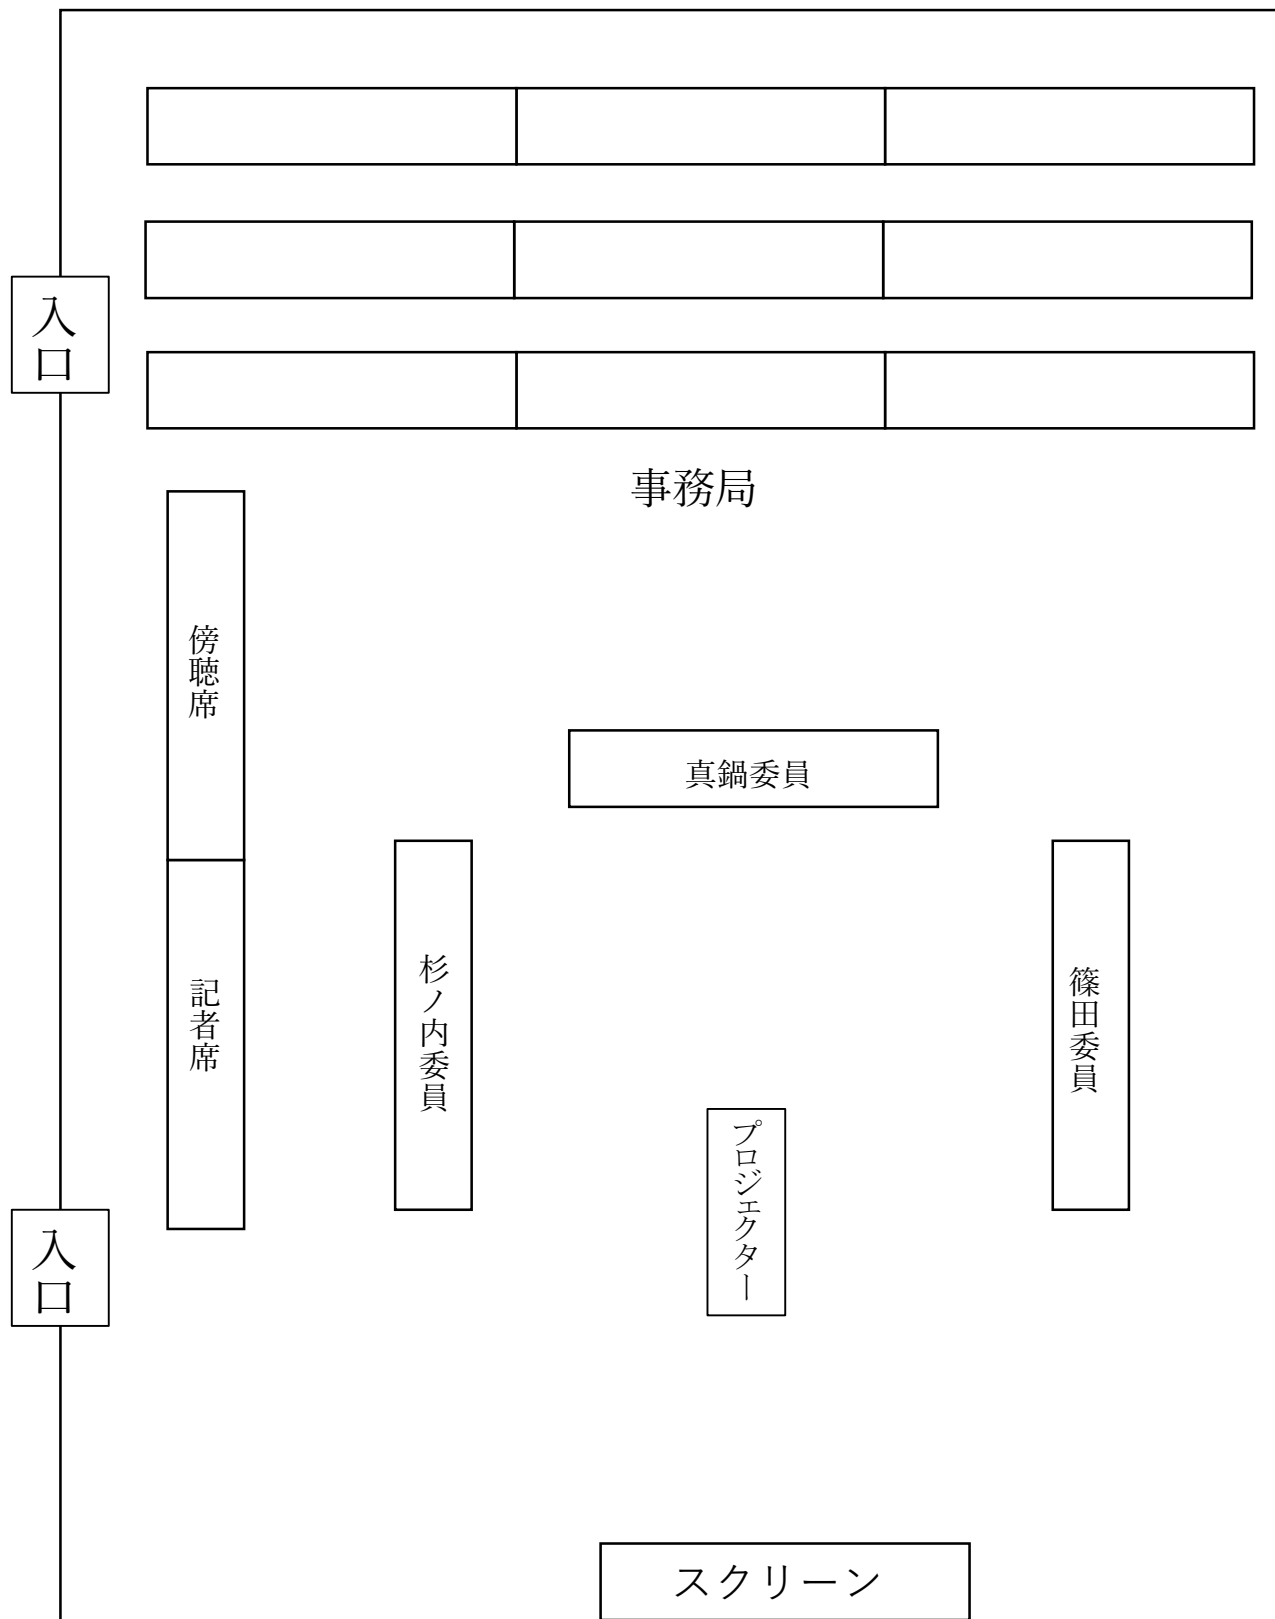 入口
事務局
傍聴席
真鍋委員
杉ノ内委員
篠田委員
記者席
プロジェクター
入口
スクリーン